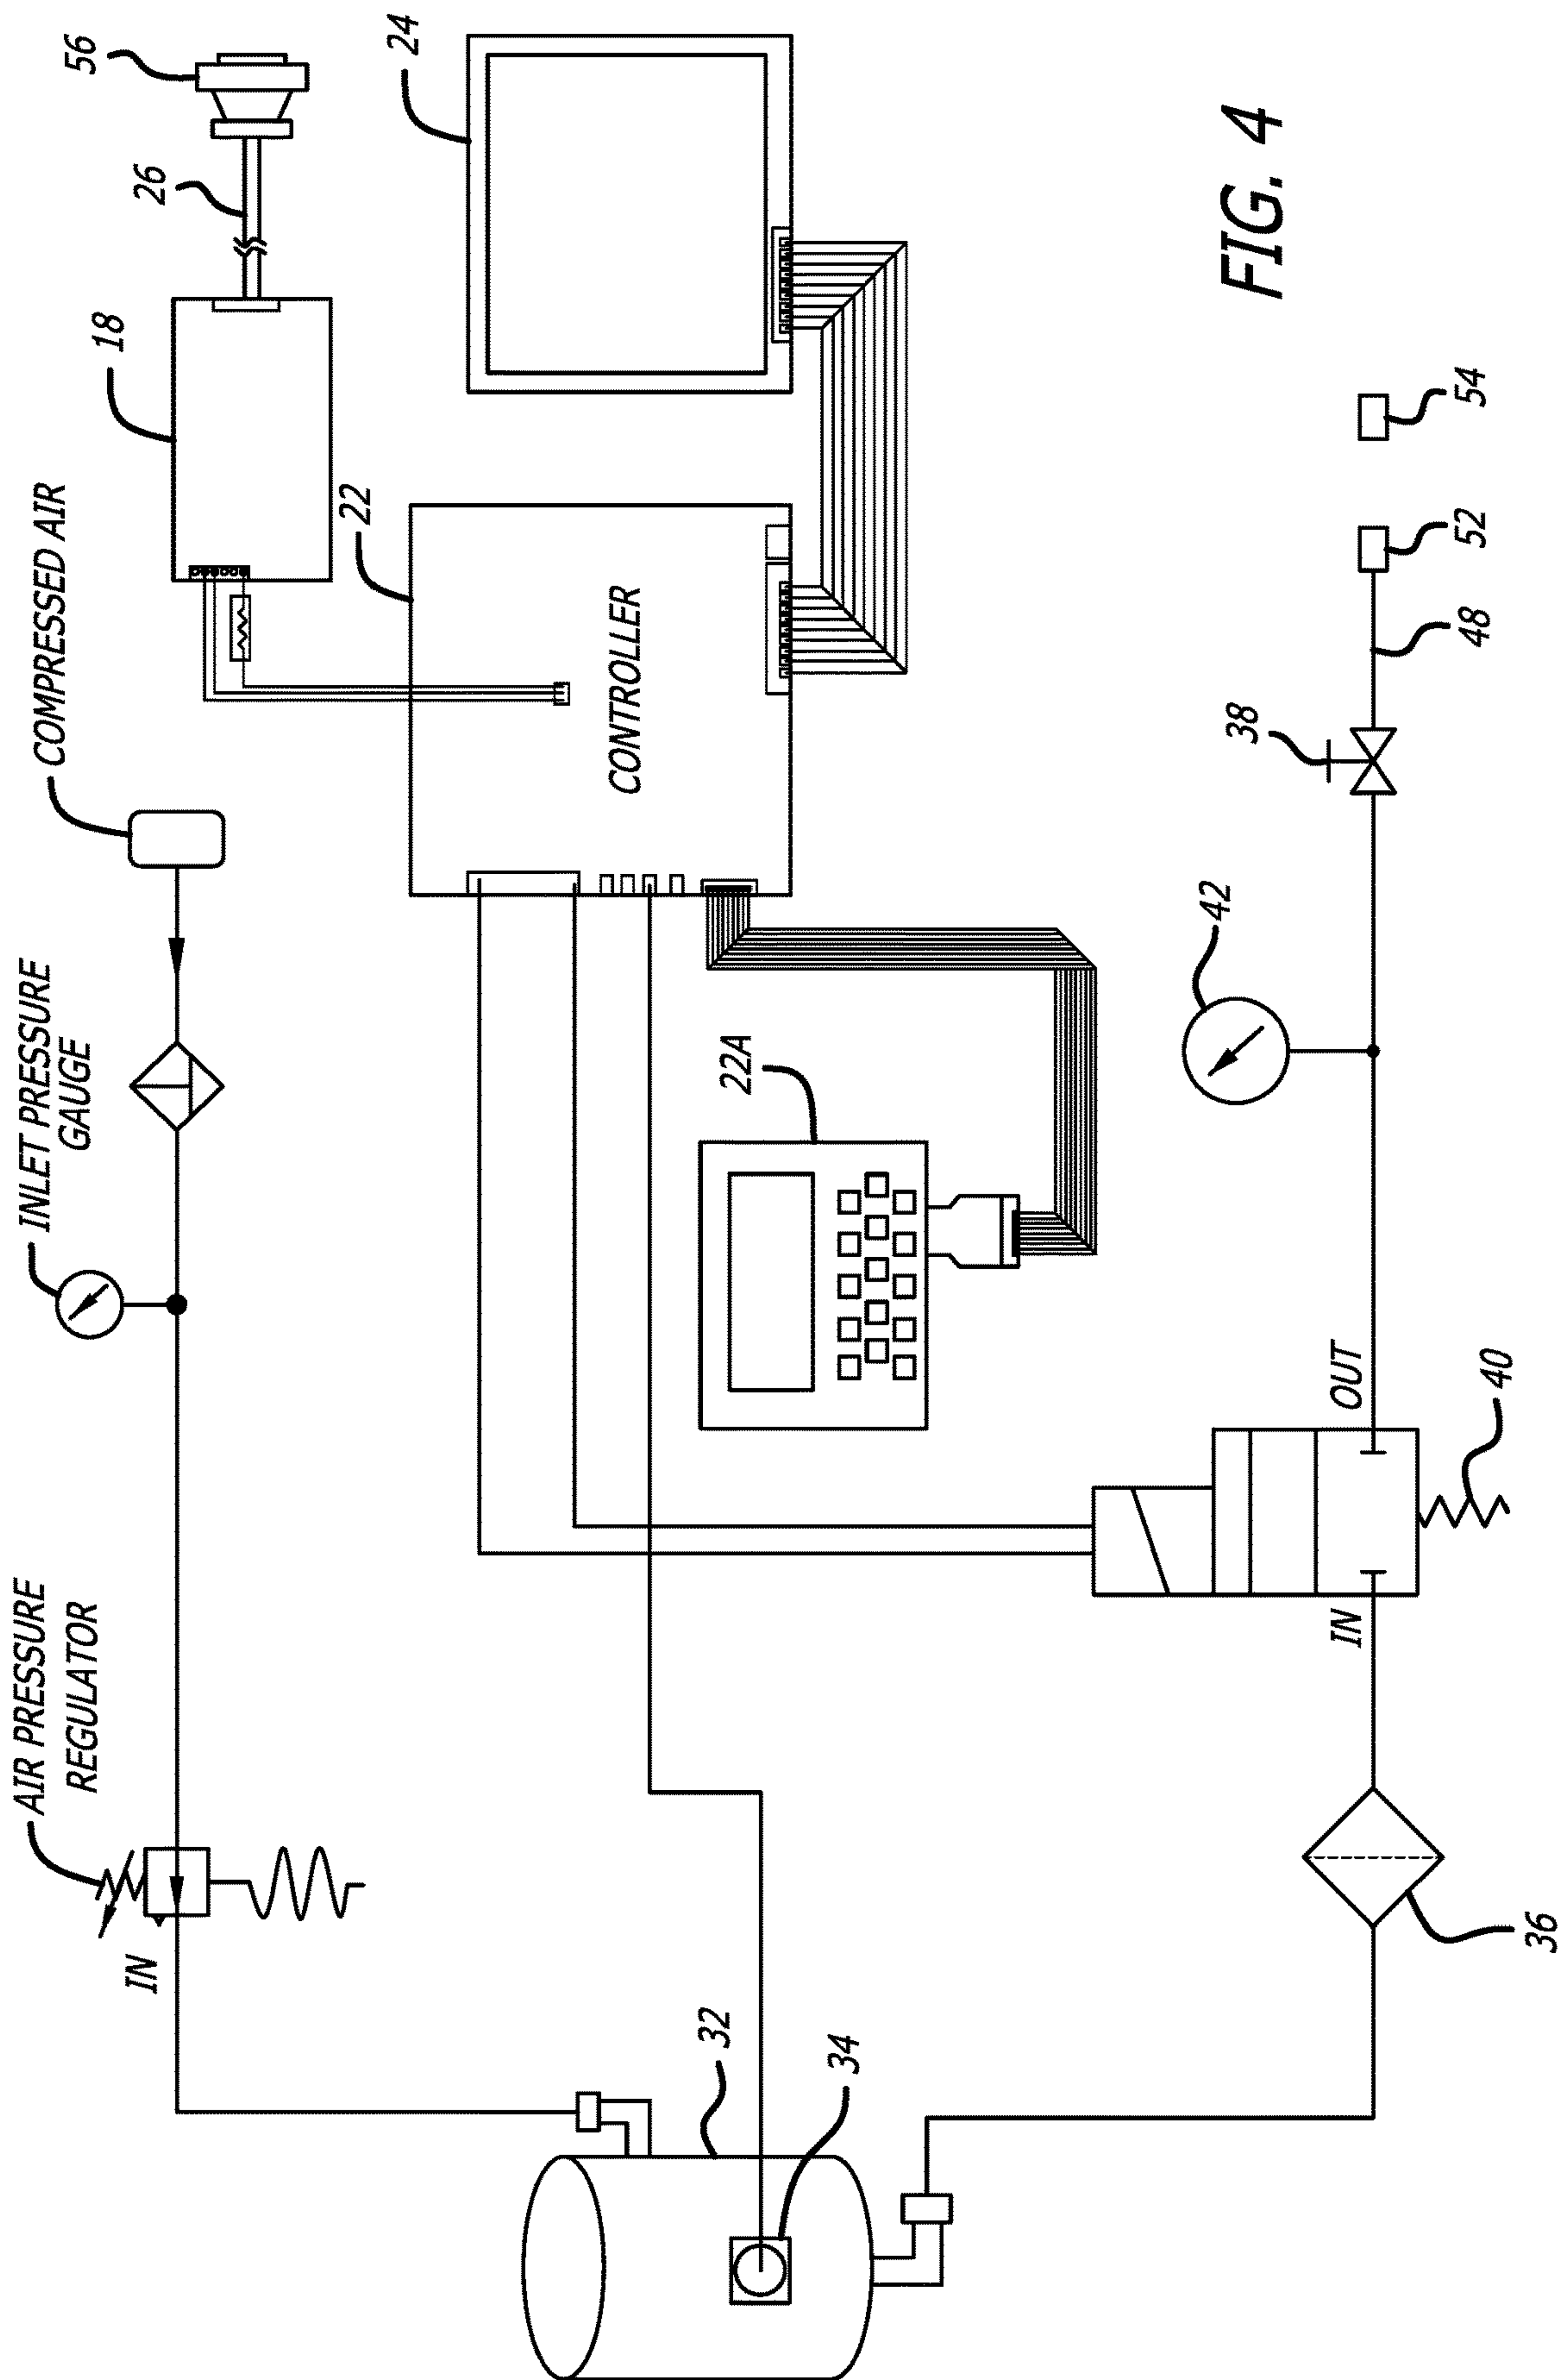 AIR PRESSURE
REGULATOR
INLET PRESSURE
GAUGE
COMPRESSED AIR
18
26
56
IN
22
24
CONTROLLER
32
34
22A
42
38
FIG. 4
IN
OUT
36
40
48
52
54